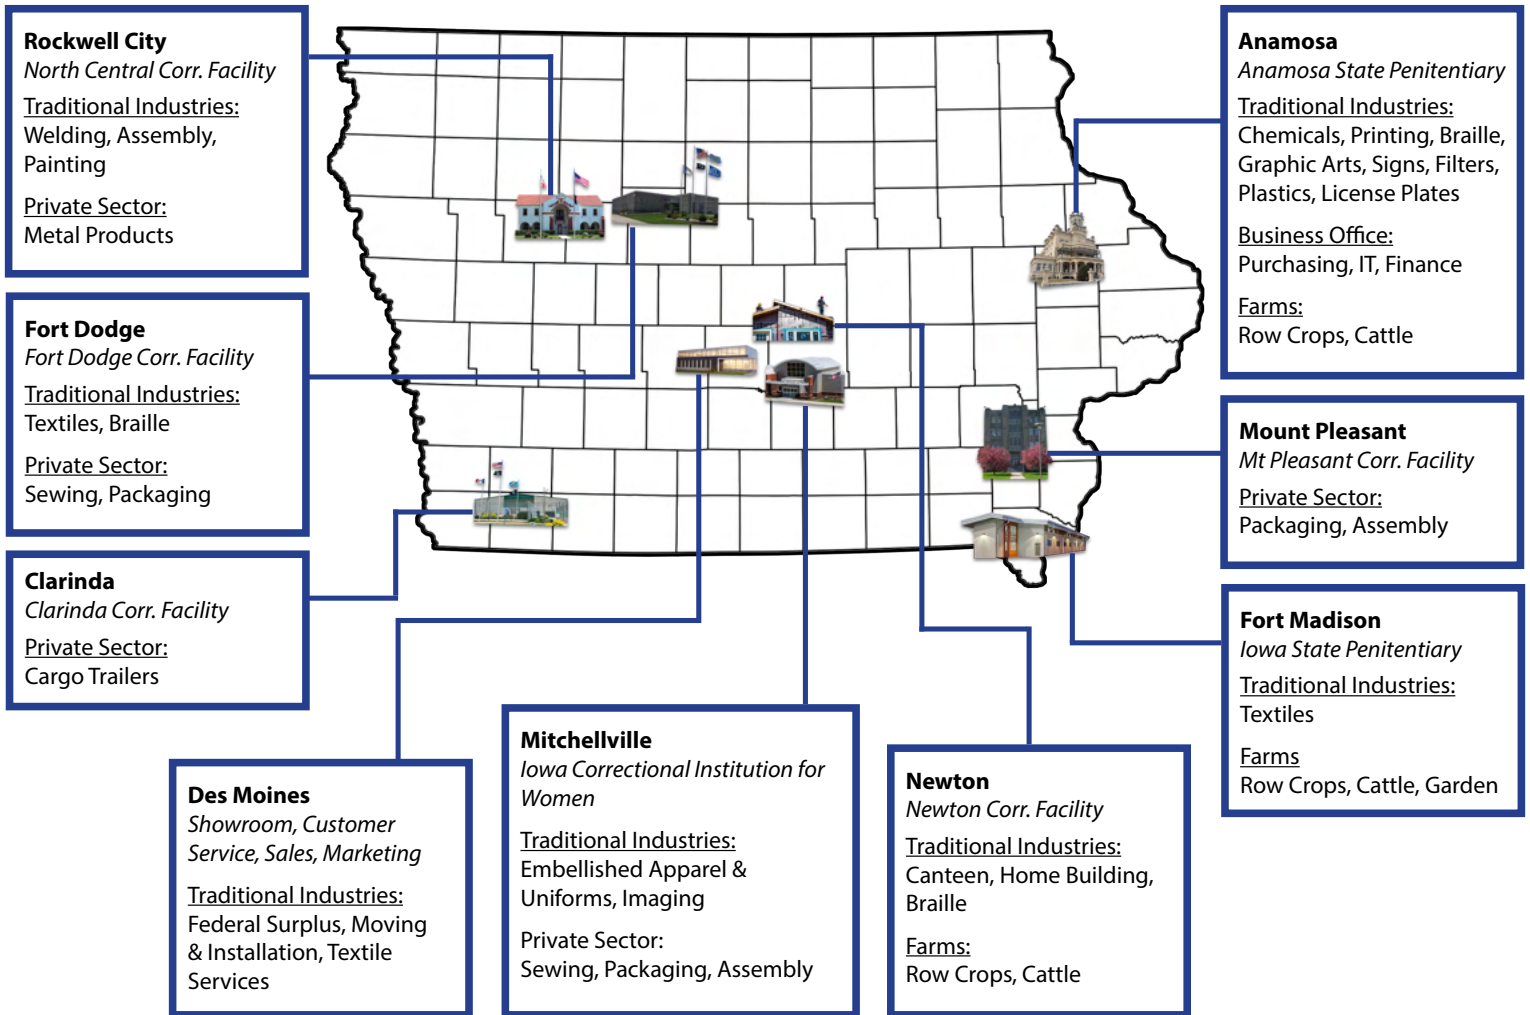 Rockwell City
North Central Corr. Facility
Traditional Industries:
Welding, Assembly,
Painting
Private Sector:
Metal Products
Fort Dodge
Fort Dodge Corr. Facility
Traditional Industries:
Textiles, Braille
Private Sector:
Sewing, Packaging
Clarinda
Clarinda Corr. Facility
Private Sector:
Cargo Trailers
Des Moines
Showroom, Customer
Service, Sales, Marketing
Traditional Industries:
Federal Surplus, Moving
& Installation, Textile
Services
Mitchellville
Iowa Correctional Institution for
Women
Traditional Industries:
Embellished Apparel &
Uniforms, Imaging
Private Sector:
Sewing, Packaging, Assembly
Newton
Newton Corr. Facility
Traditional Industries:
Canteen, Home Building,
Braille
Farms:
Row Crops, Cattle
Anamosa
Anamosa State Penitentiary
Traditional Industries:
Chemicals, Printing, Braille,
Graphic Arts, Signs, Filters,
Plastics, License Plates
Business Office:
Purchasing, IT, Finance
Farms:
Row Crops, Cattle
Mount Pleasant
Mt Pleasant Corr. Facility
Private Sector:
Packaging, Assembly
Fort Madison
Iowa State Penitentiary
Traditional Industries:
Textiles
Farms
Row Crops, Cattle, Garden